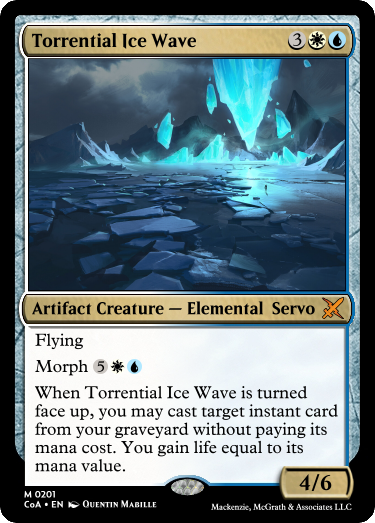 Torrential Ice Wave 3
Artifact Creature — Elemental Servo
Flying
Morph 5
When Torrential Ice Wave is turned
face up, you may cast target instant card
from your graveyard without paying its
mana cost. You gain life equal to its
mana value.
4/6
M 0201
CoA • EN Quentin Mabille
Mackenzie, McGrath & Associates LLC